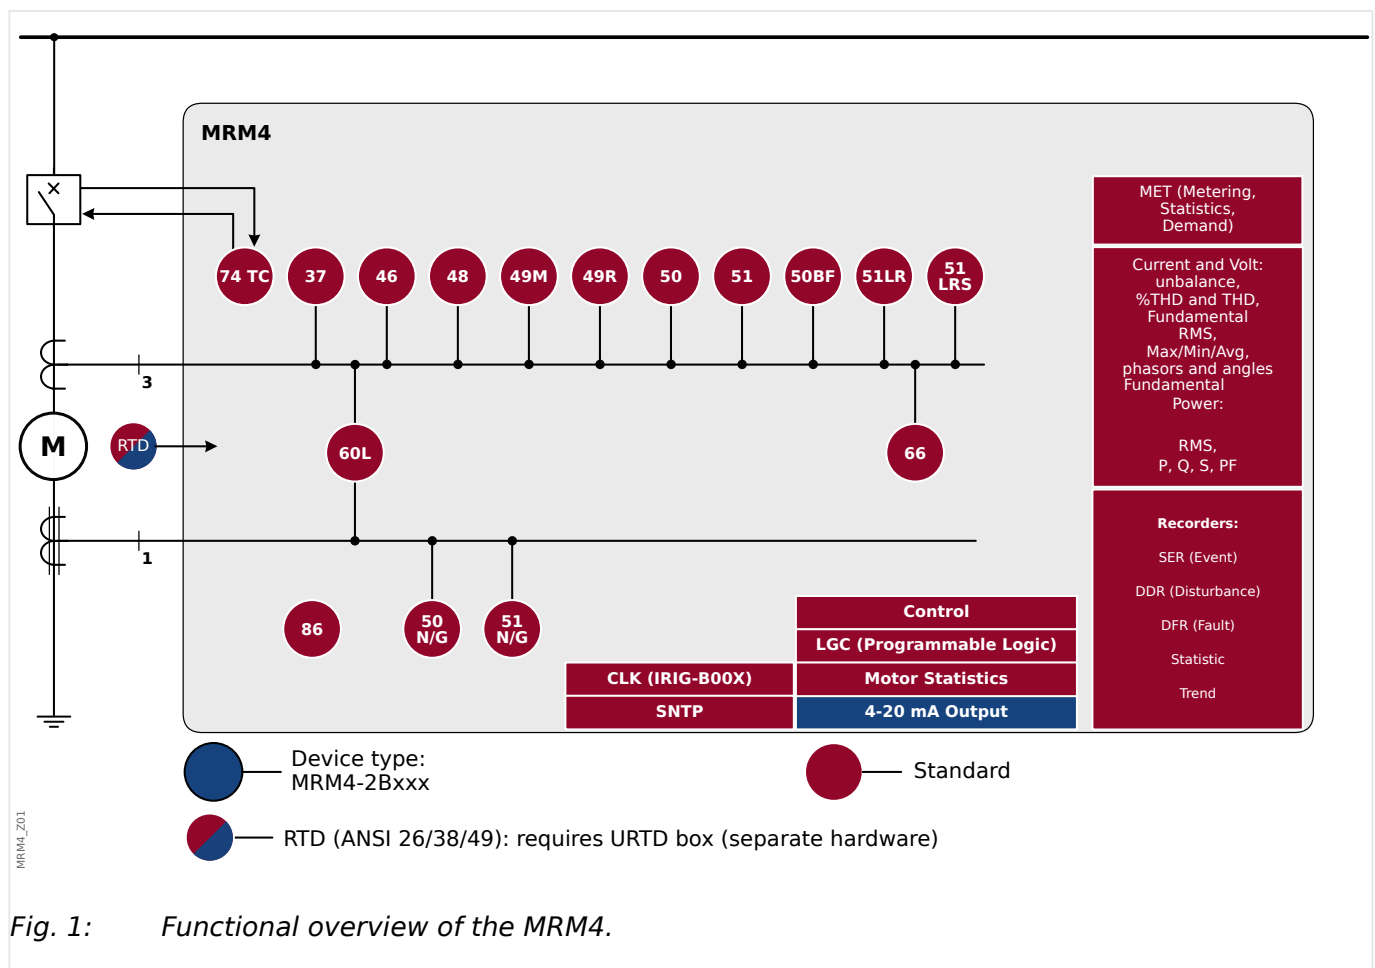 MRM4
MET (Metering,
Statistics,
Demand)
74 TC
37
46
48
49M
49R
50
51
50BF
51LR
51
LRS
Current and Volt:
unbalance,
%THD and THD,
Fundamental
RMS,
Max/Min/Avg,
phasors and angles
Fundamental
Power:
RMS,
P, Q, S, PF
3
M
RTD
60L
66
1
Recorders:
SER (Event)
DDR (Disturbance)
DFR (Fault)
Statistic
Trend
86
50
N/G
51
N/G
Control
LGC (Programmable Logic)
CLK (IRIG-B00X)
Motor Statistics
SNTP
4-20 mA Output
Device type:
MRM4-2Bxxx
Standard
RTD (ANSI 26/38/49): requires URTD box (separate hardware)
MRM4_Z01
Fig. 1: Functional overview of the MRM4.